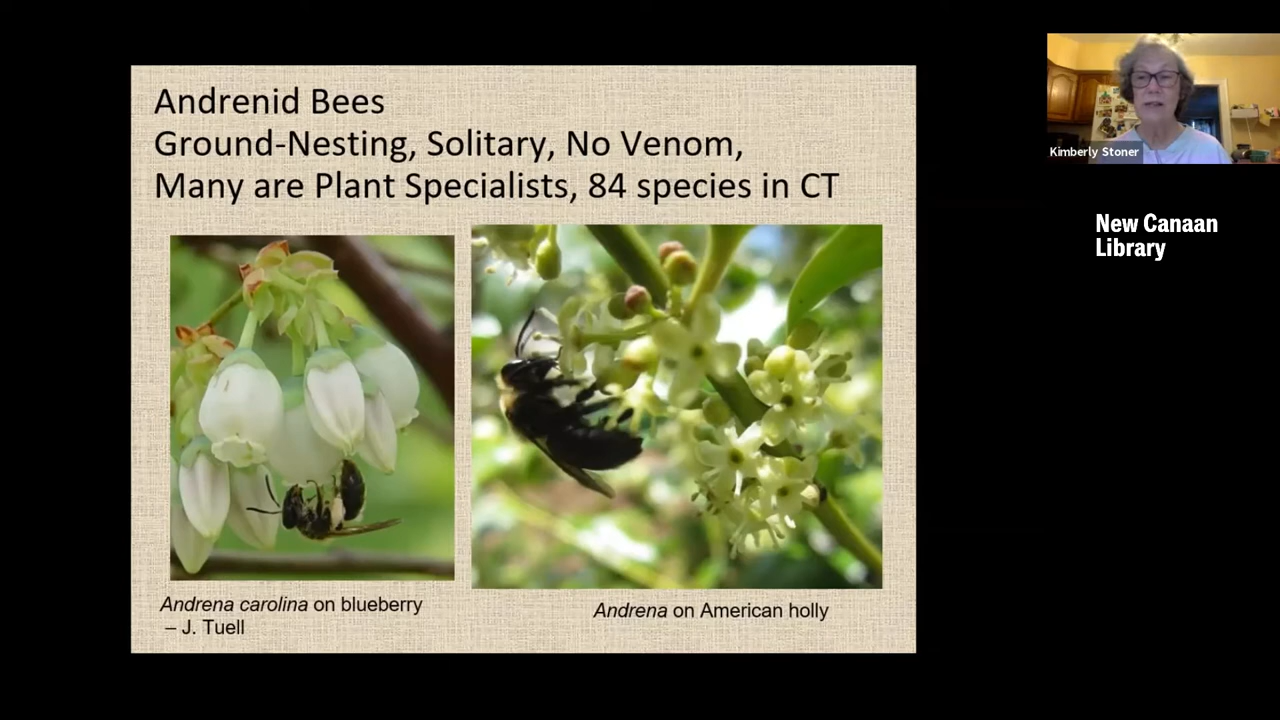 Andrenid Bees
Ground-Nesting, Solitary, No Venom,
Many are Plant Specialists, 84 species in CT
Andrena carolina on blueberry
– J. Tuell
Andrena on American holly
Kimberly Stoner
New Canaan
Library